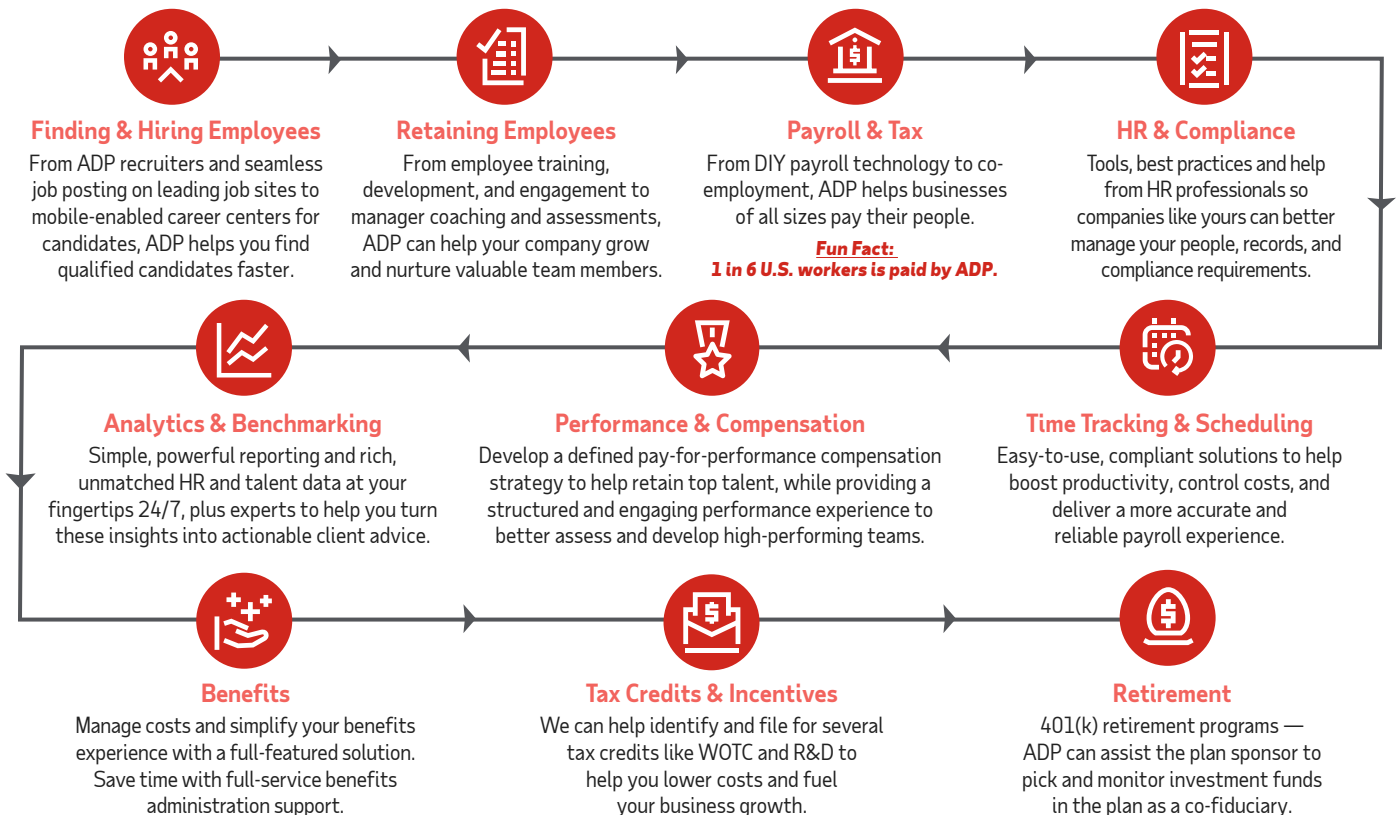 Finding & Hiring Employees
From ADP recruiters and seamless
job posting on leading job sites to
mobile-enabled career centers for
candidates, ADP helps you find
qualified candidates faster.
Retaining Employees
From employee training,
development, and engagement to
manager coaching and assessments,
ADP can help your company grow
and nurture valuable team members.
Payroll & Tax
From DIY payroll technology to co-
employment, ADP helps businesses
of all sizes pay their people.
Fun Fact:
1 in 6 U.S. workers is paid by ADP.
HR & Compliance
Tools, best practices and help
from HR professionals so
companies like yours can better
manage your people, records, and
compliance requirements.
Time Tracking & Scheduling
Easy-to-use, compliant solutions to help
boost productivity, control costs, and
deliver a more accurate and
reliable payroll experience.
Performance & Compensation
Develop a defined pay-for-performance compensation
strategy to help retain top talent, while providing a
structured and engaging performance experience to
better assess and develop high-performing teams.
Analytics & Benchmarking
Simple, powerful reporting and rich,
unmatched HR and talent data at your
fingertips 24/7, plus experts to help you turn
these insights into actionable client advice.
Benefits
Manage costs and simplify your benefits
experience with a full-featured solution.
Save time with full-service benefits
administration support.
Tax Credits & Incentives
We can help identify and file for several
tax credits like WOTC and R&D to
help you lower costs and fuel
your business growth.
Retirement
401(k) retirement programs —
ADP can assist the plan sponsor to
pick and monitor investment funds
in the plan as a co-fiduciary.